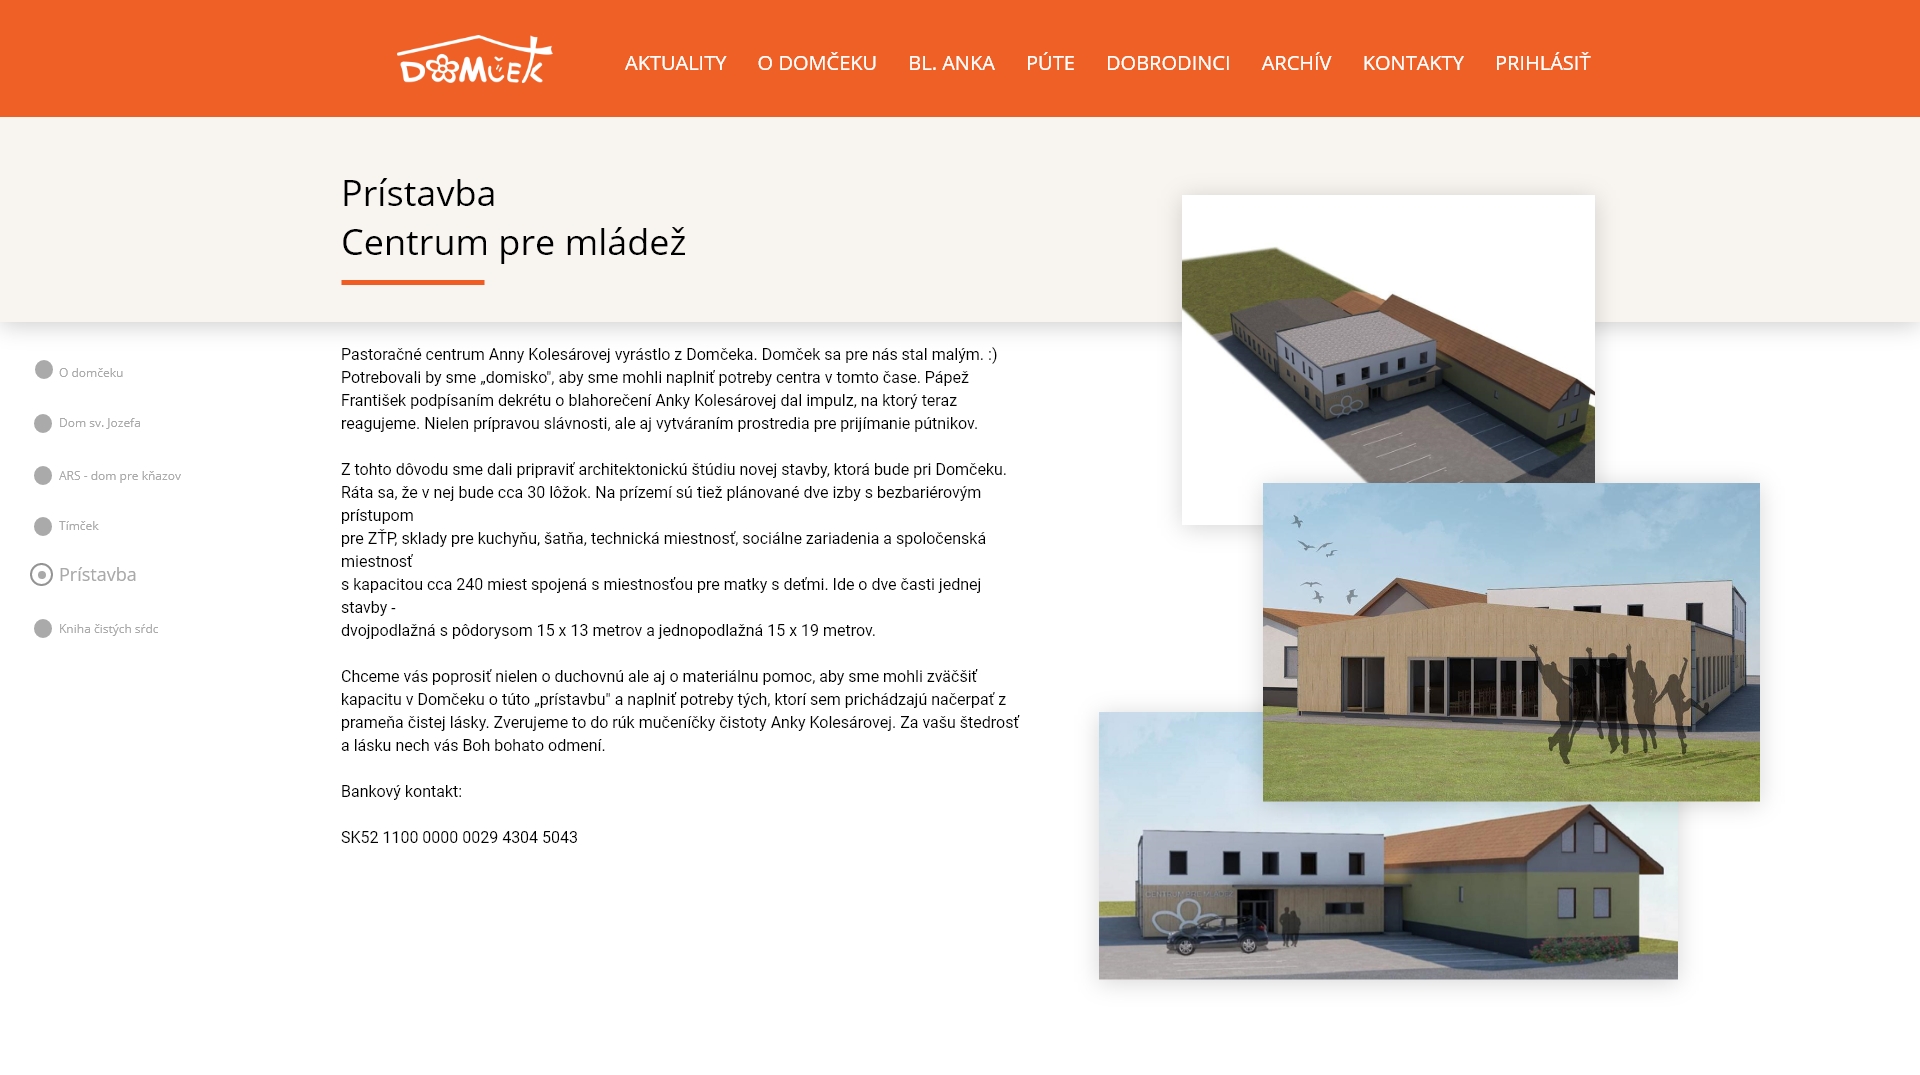 DOMČEK
AKTUALITY
O DOMČEKU
BL. ANKA
PÚTE
DOBRODINCI
ARCHÍV
KONTAKTY
PRIHLÁSIŤ
Prístavba
Centrum pre mládež
O domčeku
Dom sv. Jozefa
ARS - dom pre kňazov
Tímček
Prístavba
Kniha čistých sŕdc
Pastoračné centrum Anny Kolesárovej vyrástlo z Domčeka. Domček sa pre nás stal malým. :)
Potrebovali by sme „domisko", aby sme mohli naplniť potreby centra v tomto čase. Pápež
František podpísaním dekrétu o blahorečení Anky Kolesárovej dal impulz, na ktorý teraz
reagujeme. Nielen prípravou slávnosti, ale aj vytváraním prostredia pre prijímanie pútnikov.
Z tohto dôvodu sme dali pripraviť architektonickú štúdiu novej stavby, ktorá bude pri Domčeku.
Ráta sa, že v nej bude cca 30 lôžok. Na prízemí sú tiež plánované dve izby s bezbariérovým
prístupom
pre ZŤP, sklady pre kuchyňu, šatňa, technická miestnosť, sociálne zariadenia a spoločenská
miestnosť
s kapacitou cca 240 miest spojená s miestnosťou pre matky s deťmi. Ide o dve časti jednej
stavby -
dvojpodlažná s pôdorysom 15 x 13 metrov a jednopodlažná 15 x 19 metrov.
Chceme vás poprosiť nielen o duchovnú ale aj o materiálnu pomoc, aby sme mohli zväčšiť
kapacitu v Domčeku o túto „prístavbu" a naplniť potreby tých, ktorí sem prichádzajú načerpať z
prameňa čistej lásky. Zverujeme to do rúk mučeníčky čistoty Anky Kolesárovej. Za vašu štedrosť
a lásku nech vás Boh bohato odmení.
Bankový kontakt:
SK52 1100 0000 0029 4304 5043